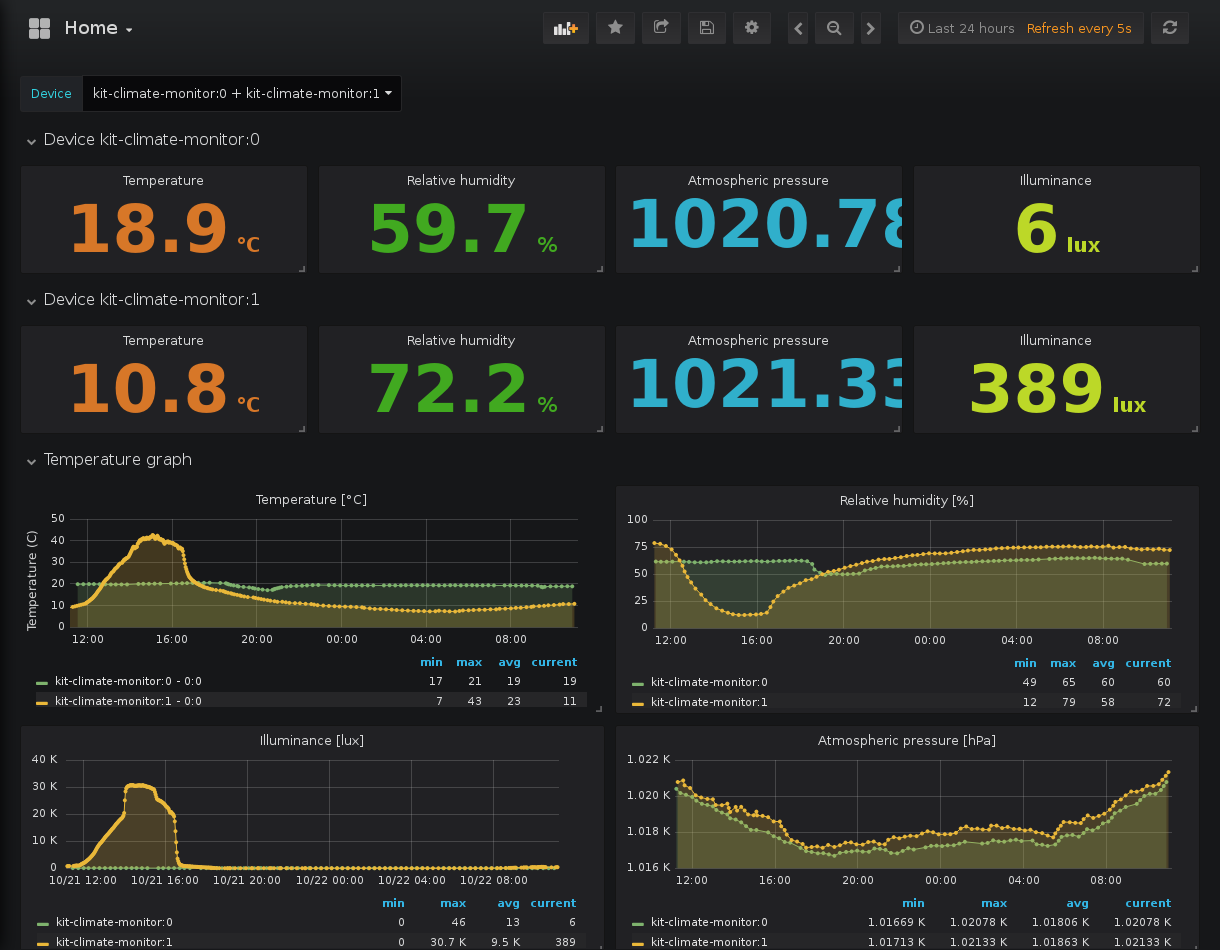 Home
Last 24 hours Refresh every 5s
Device kit-climate-monitor:0 + kit-climate-monitor:1
Device kit-climate-monitor:0
Temperature Relative humidity Atmospheric pressure Illuminance
18.9 °C 59.7 % 1020.78 6 lux
Device kit-climate-monitor:1
Temperature Relative humidity Atmospheric pressure Illuminance
10.8 °C 72.2 % 1021.33 389 lux
Temperature graph
Temperature [°C]
Temperature (C)
50
40
30
20
10
0
12:00 16:00 20:00 00:00 04:00 08:00
min max avg current
kit-climate-monitor:0 - 0:0 17 21 19 19
kit-climate-monitor:1 - 0:0 7 43 23 11
Relative humidity [%]
100
75
50
25
0
12:00 16:00 20:00 00:00 04:00 08:00
min max avg current
kit-climate-monitor:0 49 65 60 60
kit-climate-monitor:1 12 79 58 72
Illuminance [lux]
40 K
30 K
20 K
10 K
0
10/21 12:00 10/21 16:00 10/21 20:00 10/22 00:00 10/22 04:00 10/22 08:00
min max avg current
kit-climate-monitor:0 0 46 13 6
kit-climate-monitor:1 0 30.7 K 9.5 K 389
Atmospheric pressure [hPa]
1.022 K
1.020 K
1.018 K
1.016 K
12:00 16:00 20:00 00:00 04:00 08:00
min max avg current
kit-climate-monitor:0 1.01669 K 1.02078 K 1.01806 K 1.02078 K
kit-climate-monitor:1 1.01713 K 1.02133 K 1.01863 K 1.02133 K